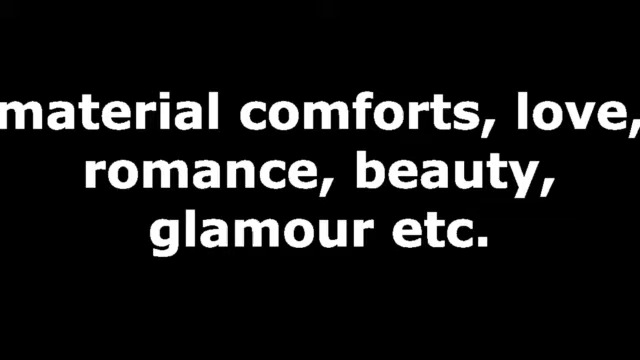 material comforts, love,
romance, beauty,
glamour etc.